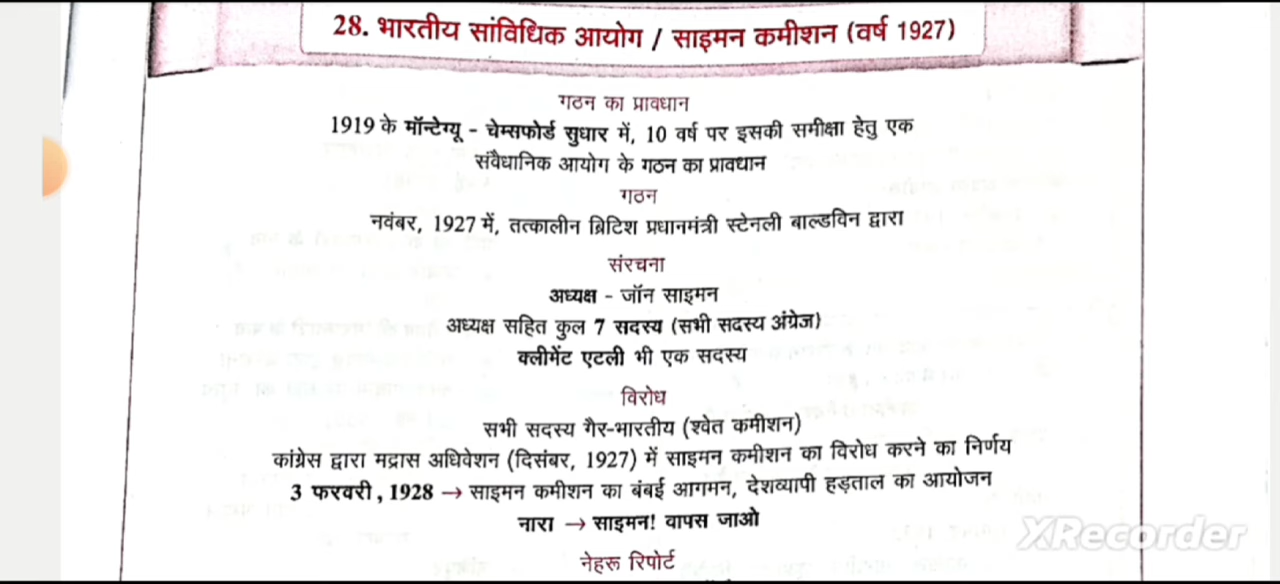 28. भारतीय सांविधिक आयोग / साइमन कमीशन (वर्ष 1927)
गठन का प्रावधान
1919 के मॉन्टेग्यू - चेम्सफोर्ड सुधार में, 10 वर्ष पर इसकी समीक्षा हेतु एक
संवैधानिक आयोग के गठन का प्रावधान
गठन
नवंबर, 1927 में, तत्कालीन ब्रिटिश प्रधानमंत्री स्टेनली बाल्डविन द्वारा
संरचना
अध्यक्ष - जॉन साइमन
अध्यक्ष सहित कुल 7 सदस्य (सभी सदस्य अंग्रेज)
क्लीमेंट एटली भी एक सदस्य
विरोध
सभी सदस्य गैर-भारतीय (श्वेत कमीशन)
कांग्रेस द्वारा मद्रास अधिवेशन (दिसंबर, 1927) में साइमन कमीशन का विरोध करने का निर्णय
3 फरवरी, 1928 → साइमन कमीशन का बंबई आगमन, देशव्यापी हड़ताल का आयोजन
नारा → साइमन! वापस जाओ
XRecorder
नेहरू रिपोर्ट